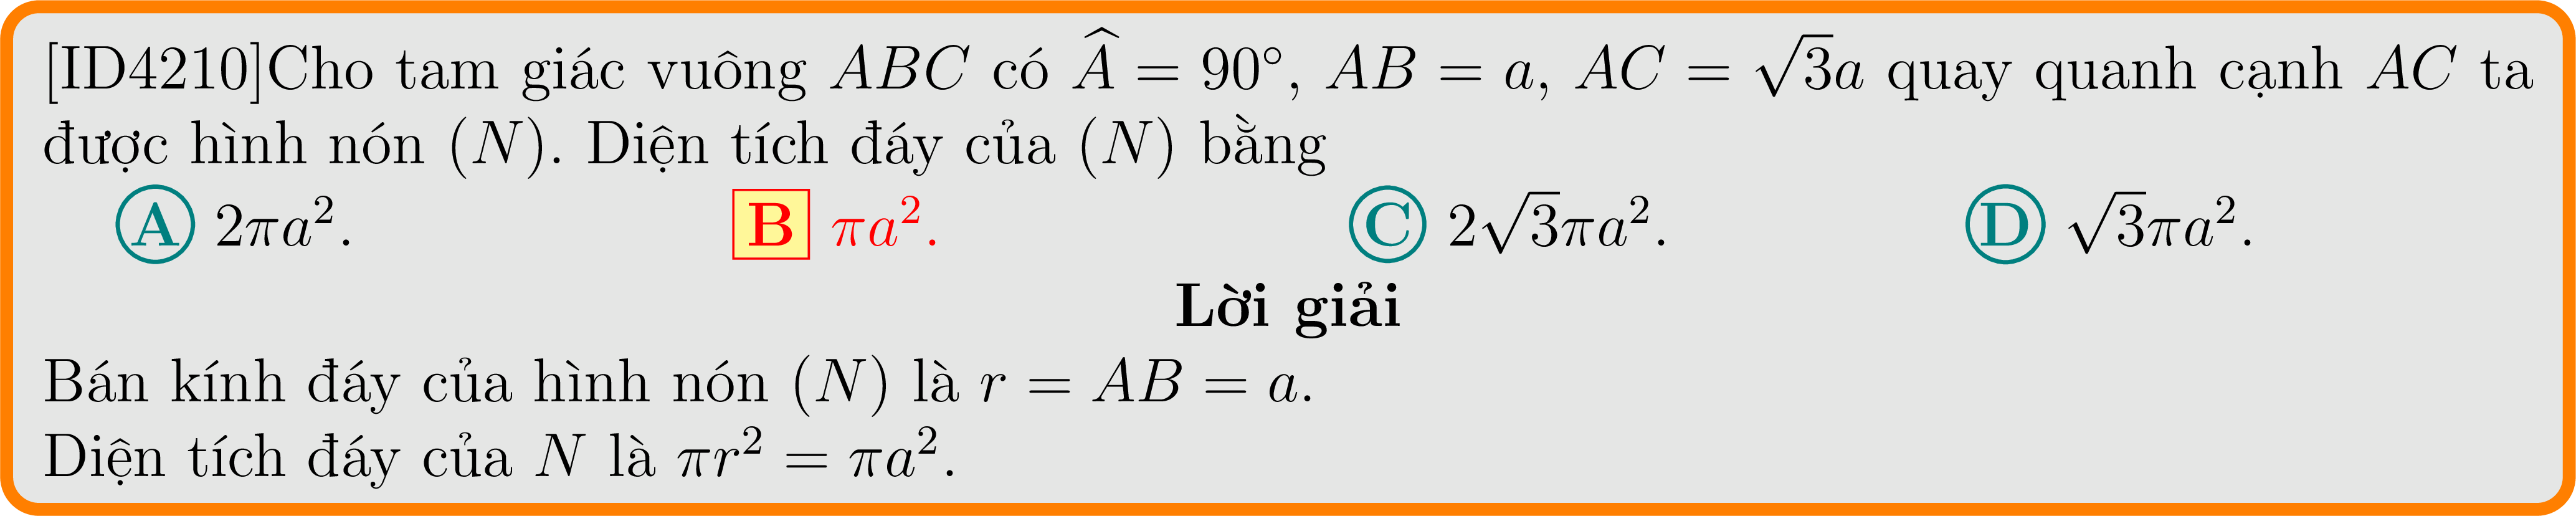 [ID4210]Cho tam giác vuông $ABC$ có $\widehat{A} = 90^\circ$, $AB = a$, $AC = \sqrt{3}a$ quay quanh cạnh $AC$ ta
được hình nón $(N)$. Diện tích đáy của $(N)$ bằng
A $2\pi a^2$. B $\pi a^2$. C $2\sqrt{3}\pi a^2$. D $\sqrt{3}\pi a^2$.
Lời giải
Bán kính đáy của hình nón $(N)$ là $r = AB = a$.
Diện tích đáy của $N$ là $\pi r^2 = \pi a^2$.